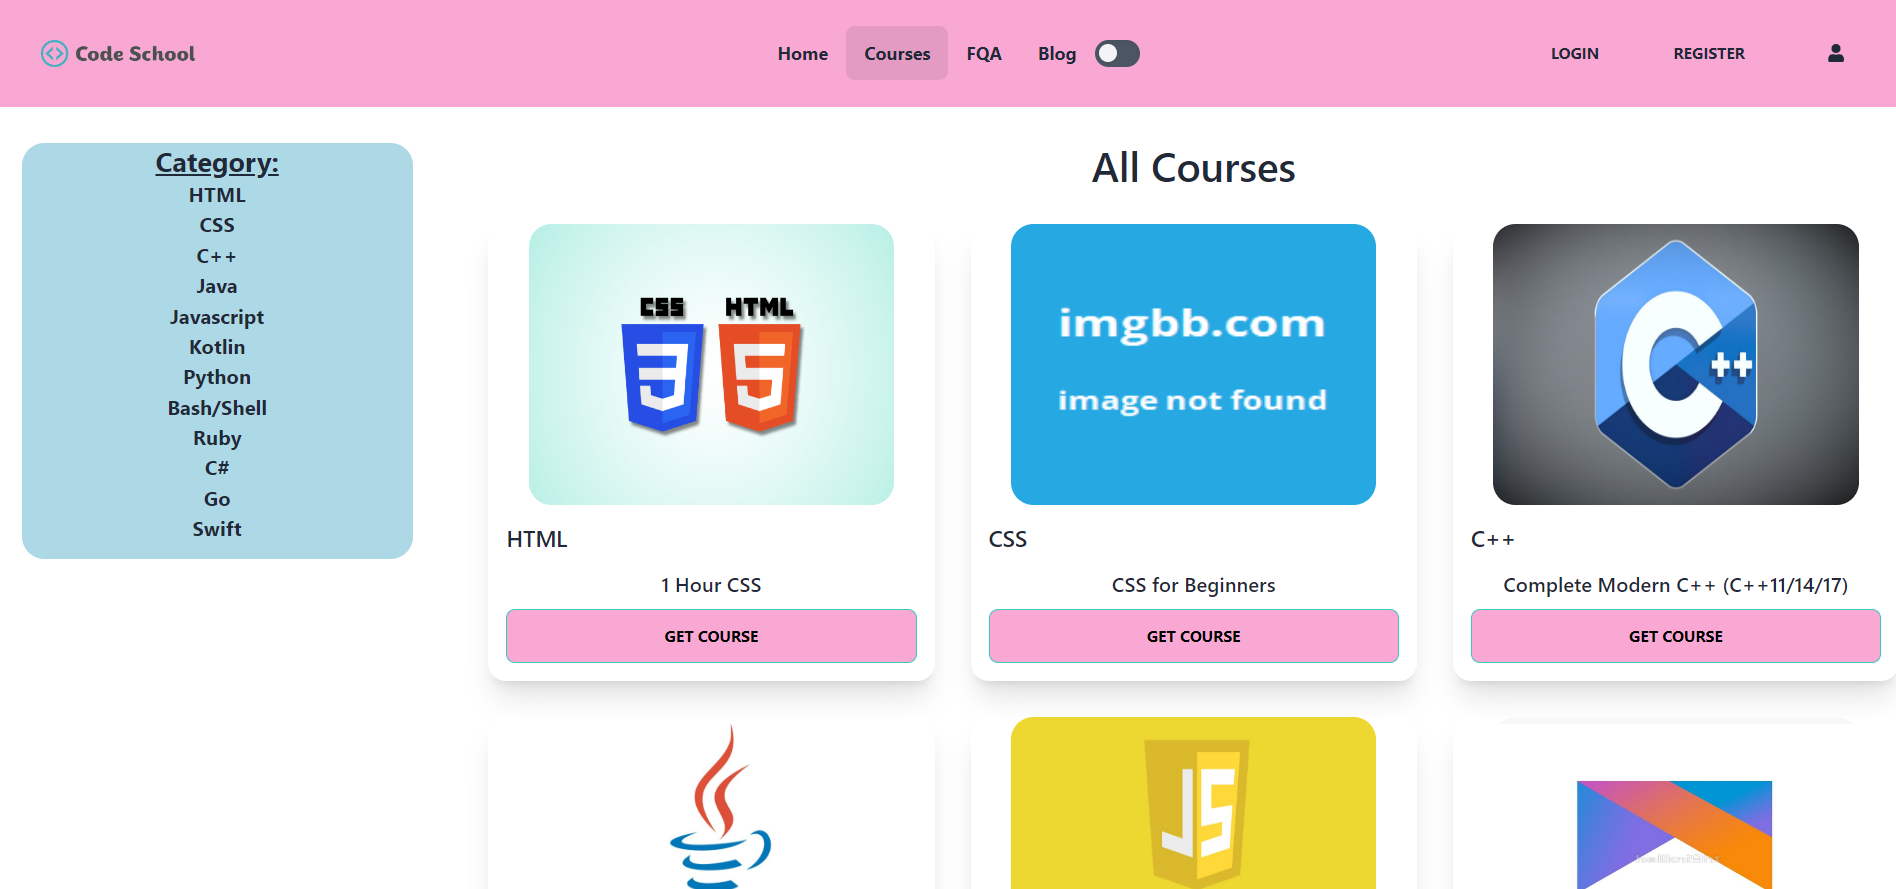 Code School
Home
Courses
FQA
Blog
LOGIN
REGISTER
Category:
HTML
CSS
C++
Java
Javascript
Kotlin
Python
Bash/Shell
Ruby
C#
Go
Swift
All Courses
CSS HTML
imgbb.com
image not found
C++
HTML
CSS
C++
1 Hour CSS
CSS for Beginners
Complete Modern C++ (C++11/14/17)
GET COURSE
GET COURSE
GET COURSE
JS